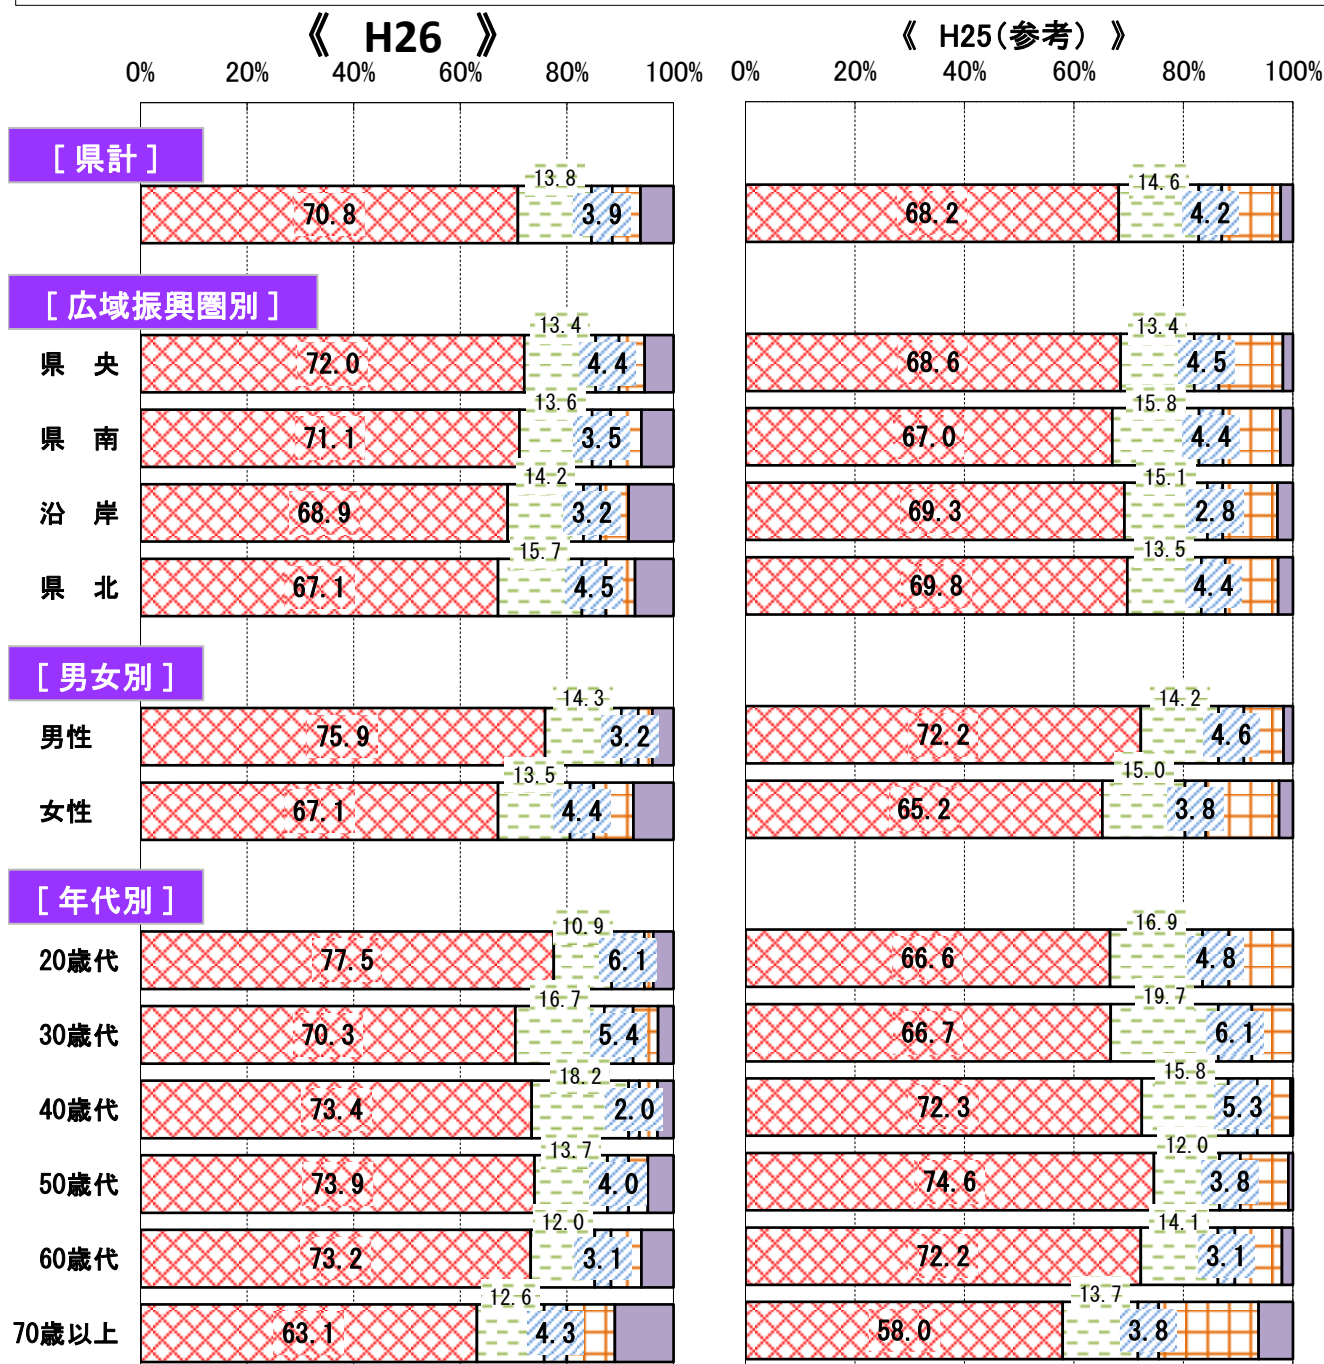 《 H26 》 《 H25(参考) 》
0% 20% 40% 60% 80% 100% 0% 20% 40% 60% 80% 100%
[ 県計 ]
13.8 14.6
70.8 3.9 68.2 4.2
[ 広域振興圏別 ]
13.4 13.4
県 央 72.0 4.4 68.6 4.5
13.6 15.8
県 南 71.1 3.5 67.0 4.4
14.2 15.1
沿 岸 68.9 3.2 69.3 2.8
15.7 13.5
県 北 67.1 4.5 69.8 4.4
[ 男女別 ]
14.3 14.2
男性 75.9 3.2 72.2 4.6
13.5 15.0
女性 67.1 4.4 65.2 3.8
[ 年代別 ]
10.9 16.9
20歳代 77.5 6.1 66.6 4.8
16.7 19.7
30歳代 70.3 5.4 66.7 6.1
18.2 15.8
40歳代 73.4 2.0 72.3 5.3
13.7 12.0
50歳代 73.9 4.0 74.6 3.8
12.0 14.1
60歳代 73.2 3.1 72.2 3.1
12.6 13.7
70歳以上 63.1 4.3 58.0 3.8